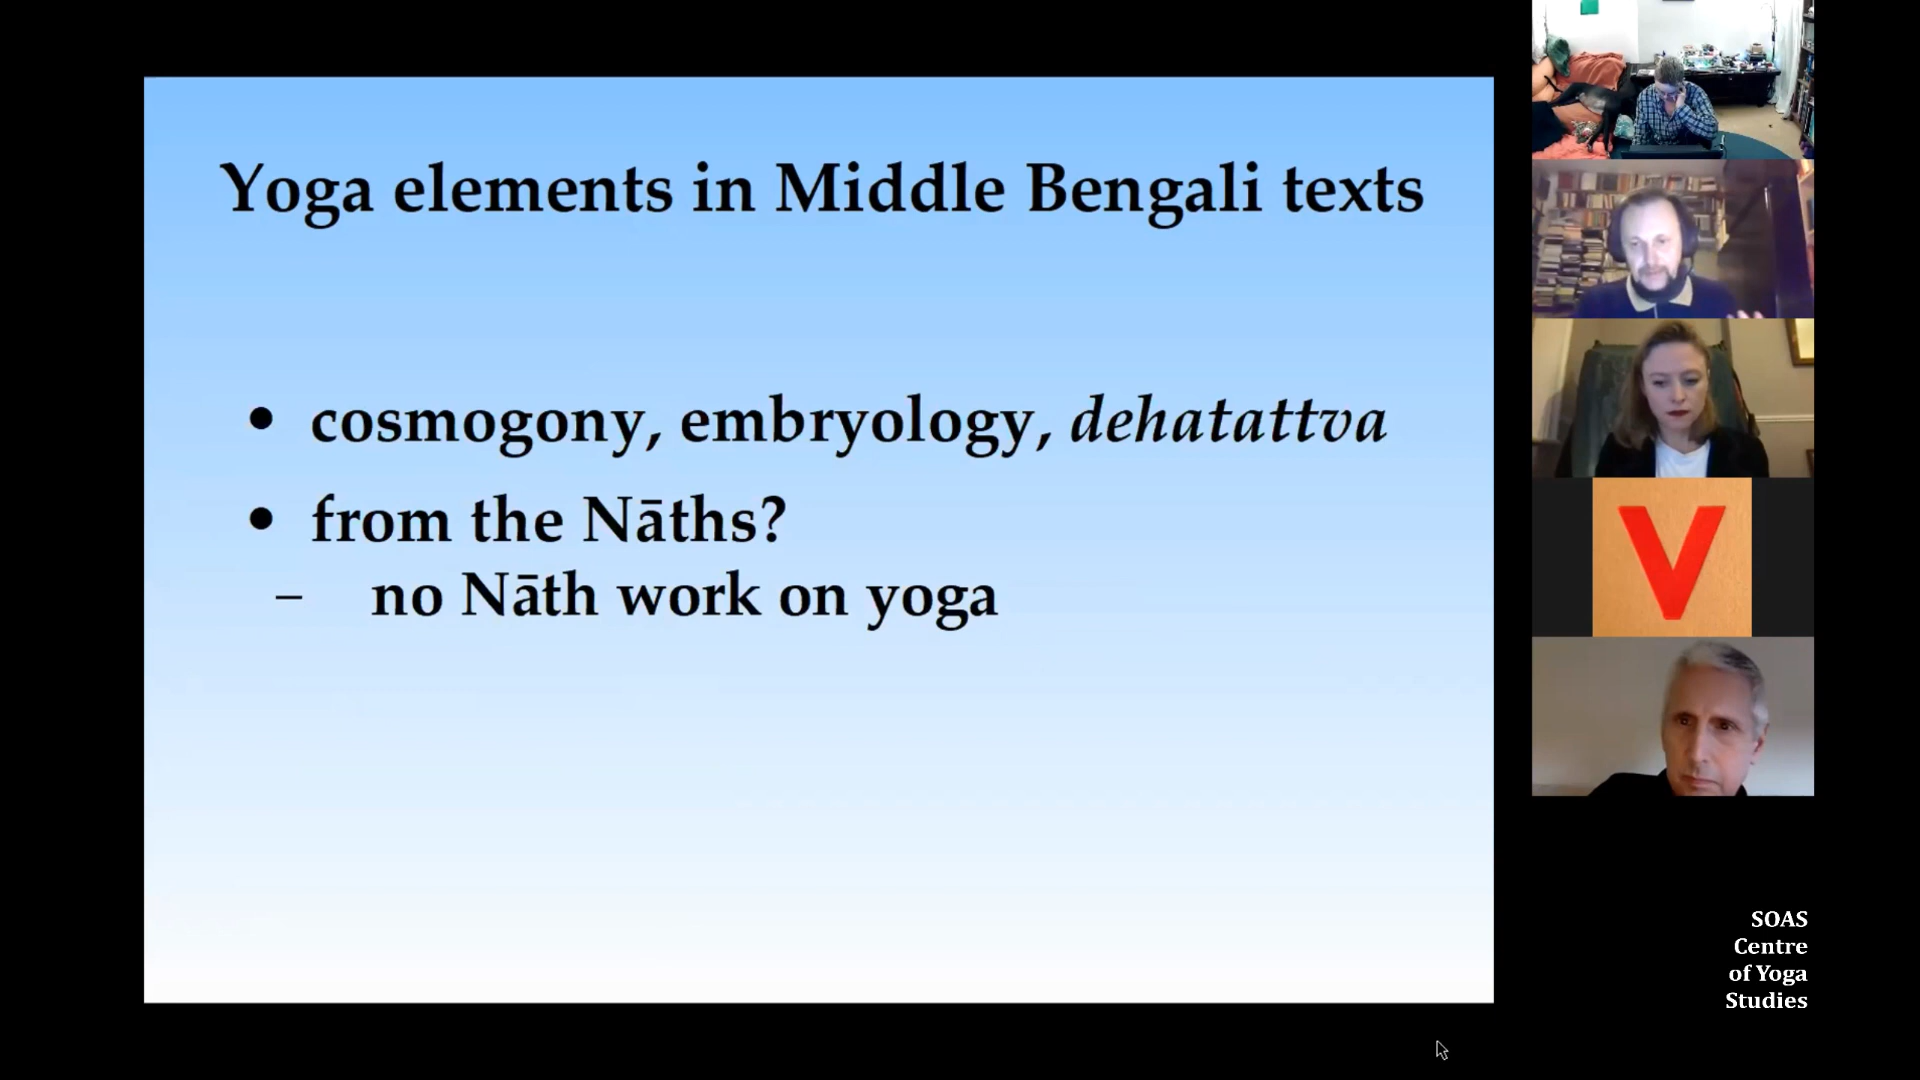 Yoga elements in Middle Bengali texts
• cosmogony, embryology, dehatattva
• from the Nāths?
– no Nāth work on yoga
V
SOAS
Centre
of Yoga
Studies